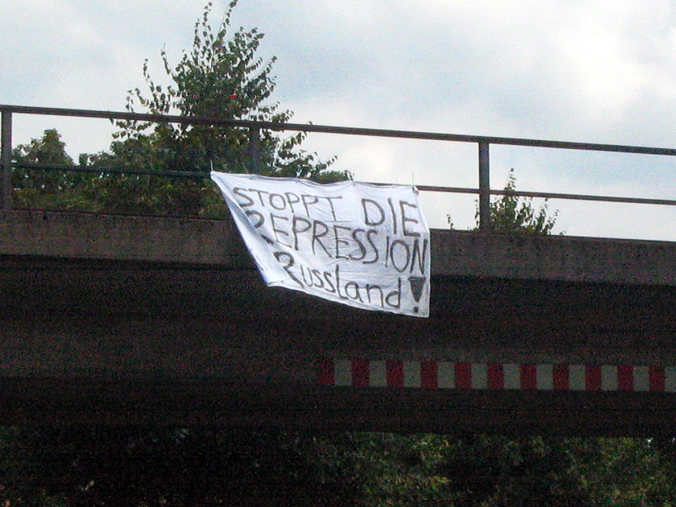 STOPPT DIE
REPRESSION
Russland!